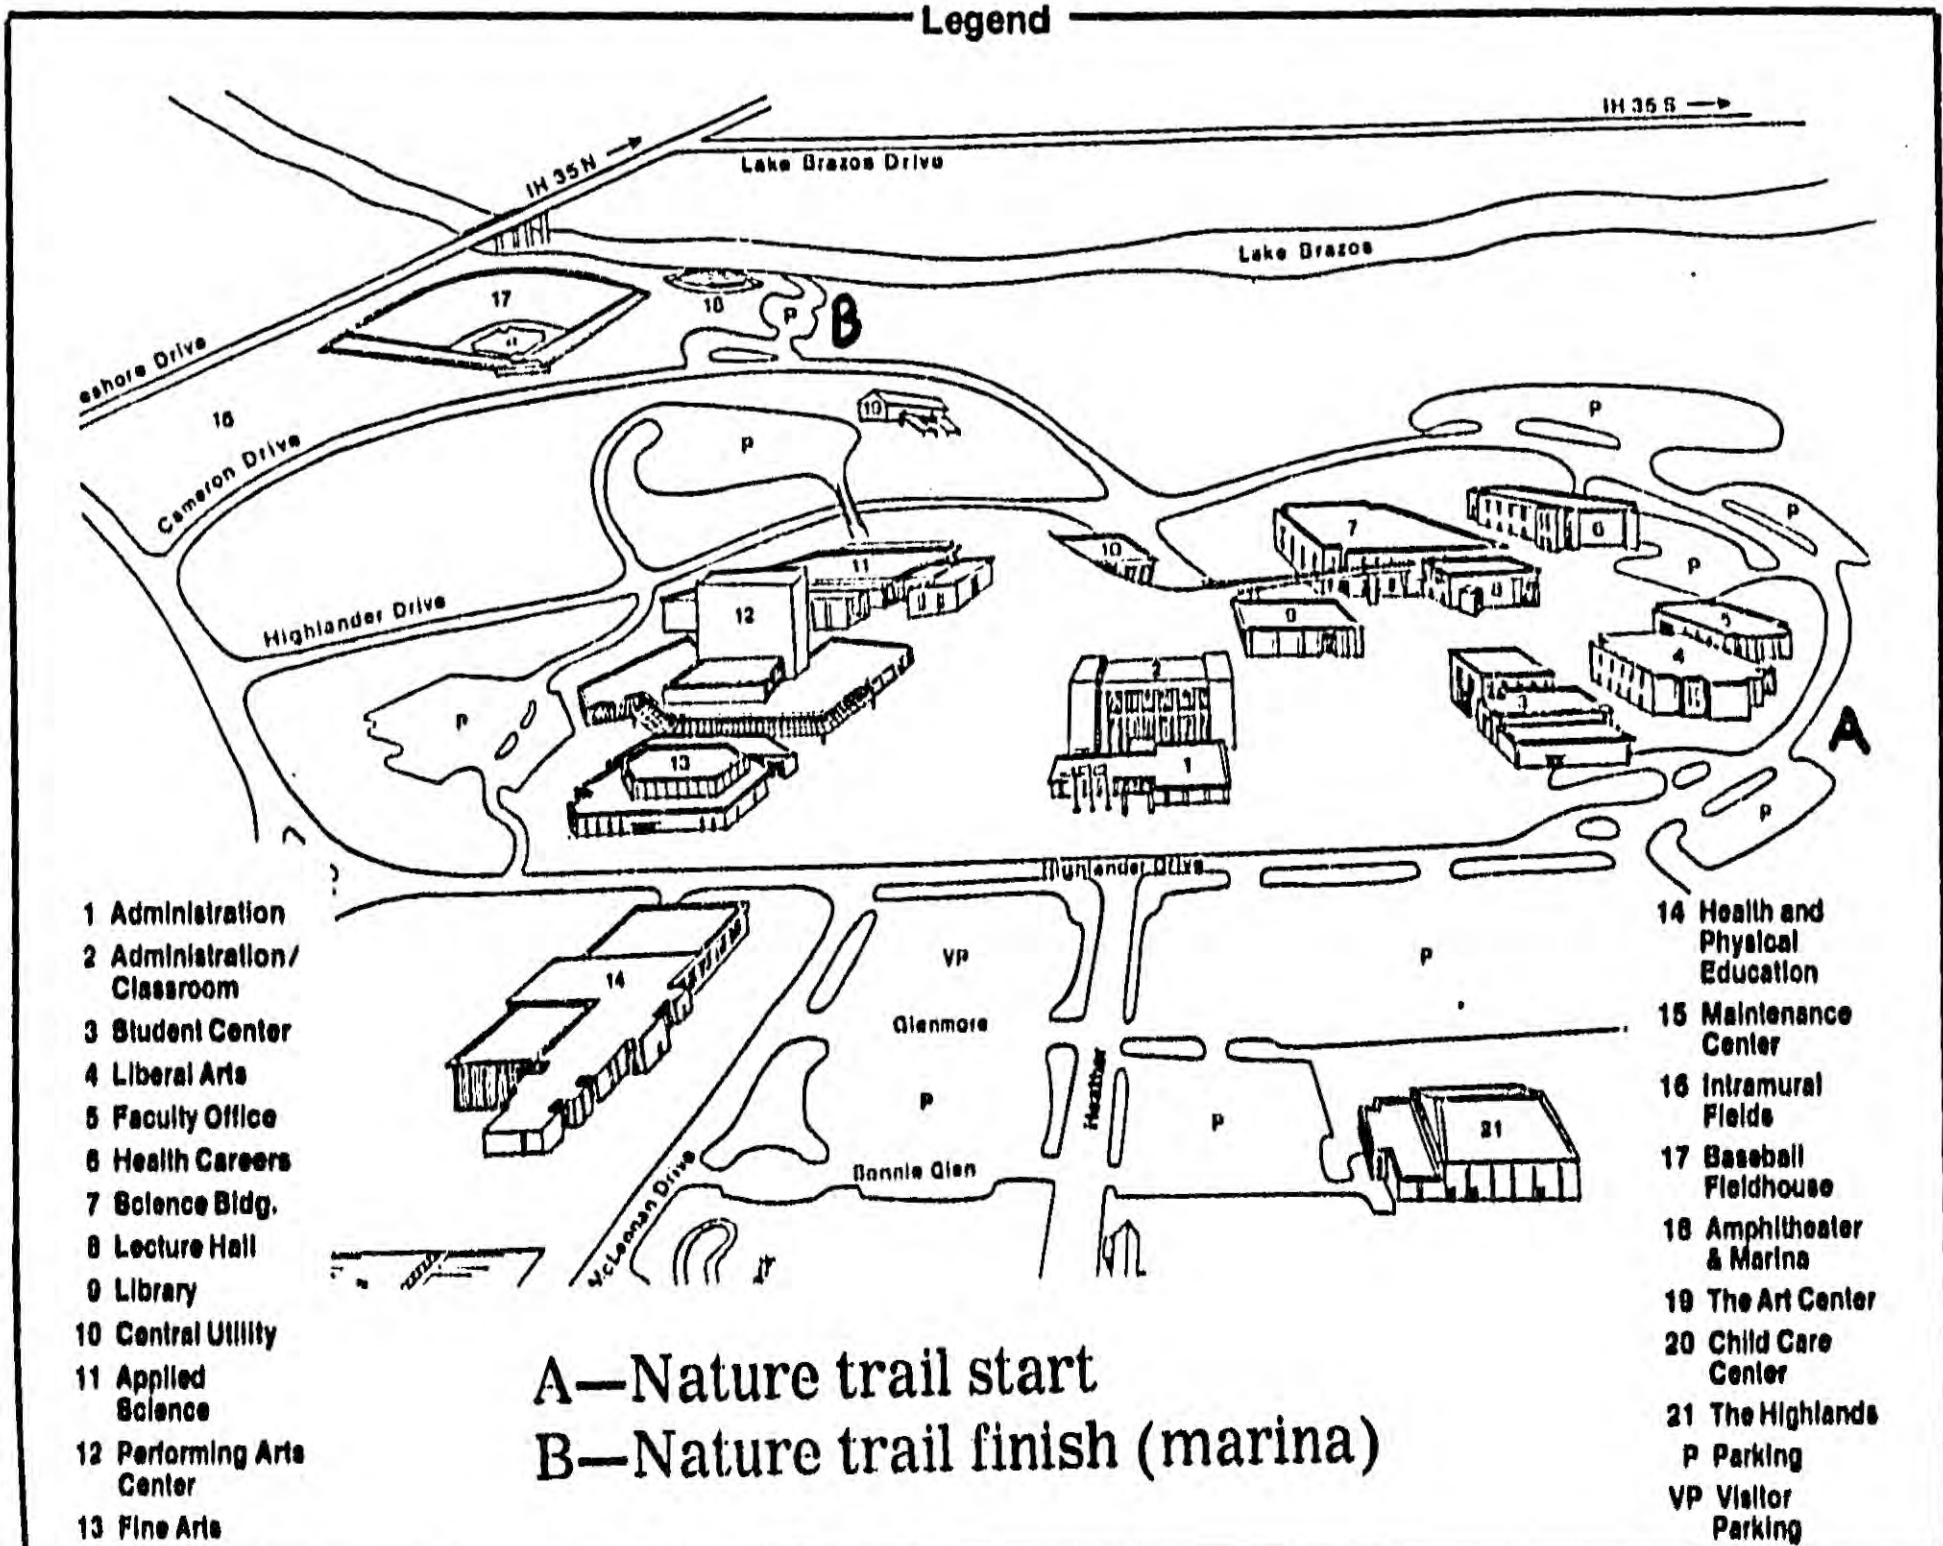 Legend
IH 35 S
IH 35 N
Lake Brazos Drive
Lake Brazos
17
18
P
B
eshore Drive
16
Cameron Drive
19
P
P
10
7
6
P
P
11
Highlander Drive
12
9
8
5
4
2
3
A
P
13
1
P
Highlander Drive
14
VP
P
Glenmore
Heather
P
P
21
Bonnie Glen
McLennan Drive
1 Administration
2 Administration/
Classroom
3 Student Center
4 Liberal Arts
5 Faculty Office
6 Health Careers
7 Science Bldg.
8 Lecture Hall
9 Library
10 Central Utility
11 Applied
Science
12 Performing Arts
Center
13 Fine Arts
14 Health and
Physical
Education
15 Maintenance
Center
16 Intramural
Fields
17 Baseball
Fieldhouse
18 Amphitheater
& Marina
19 The Art Center
20 Child Care
Center
21 The Highlands
P Parking
VP Visitor
Parking
A—Nature trail start
B—Nature trail finish (marina)